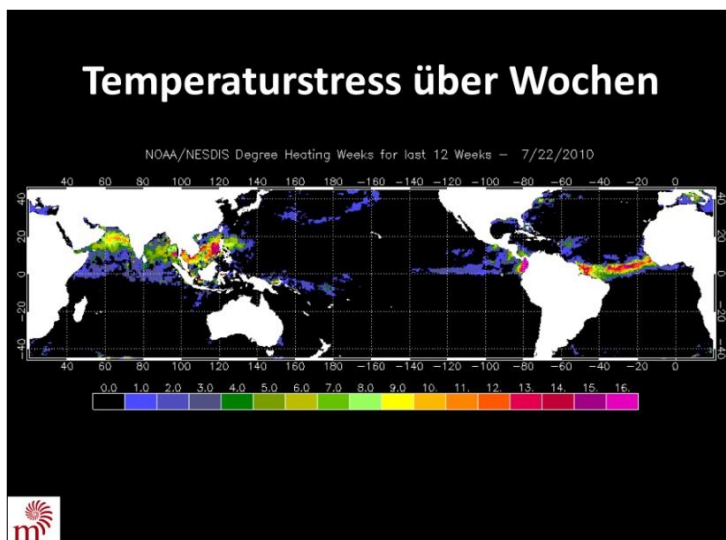 Temperaturstress über Wochen
NOAA/NESDIS Degree Heating Weeks for last 12 Weeks – 7/22/2010
40 60 80 100 120 140 160 180 -160 -140 -120 -100 -80 -60 -40 -20 0
40 40
20 20
0 0
-20 -20
-40 -40
40 60 80 100 120 140 160 180 -160 -140 -120 -100 -80 -60 -40 -20 0
0.0 1.0 2.0 3.0 4.0 5.0 6.0 7.0 8.0 9.0 10. 11. 12. 13. 14. 15. 16.
m